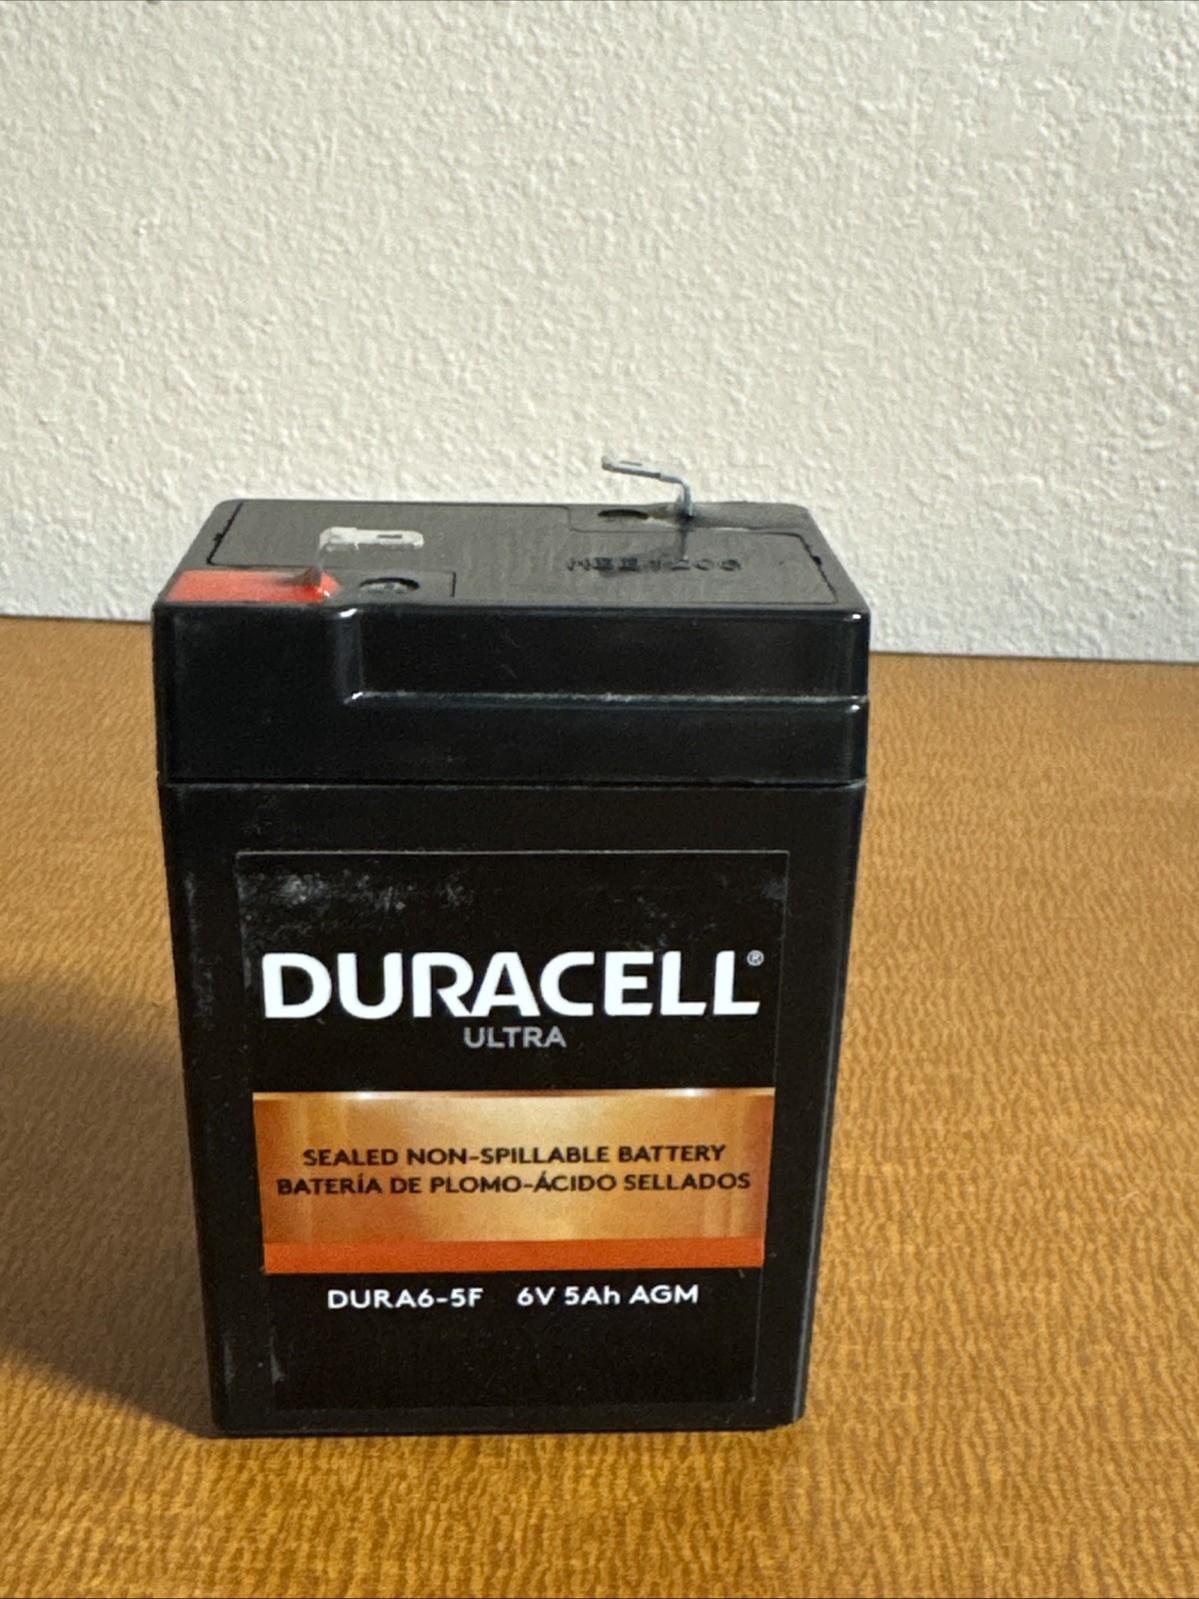 DURACELL®
ULTRA
SEALED NON-SPILLABLE BATTERY
BATERÍA DE PLOMO-ÁCIDO SELLADOS
DURA6-5F 6V 5Ah AGM